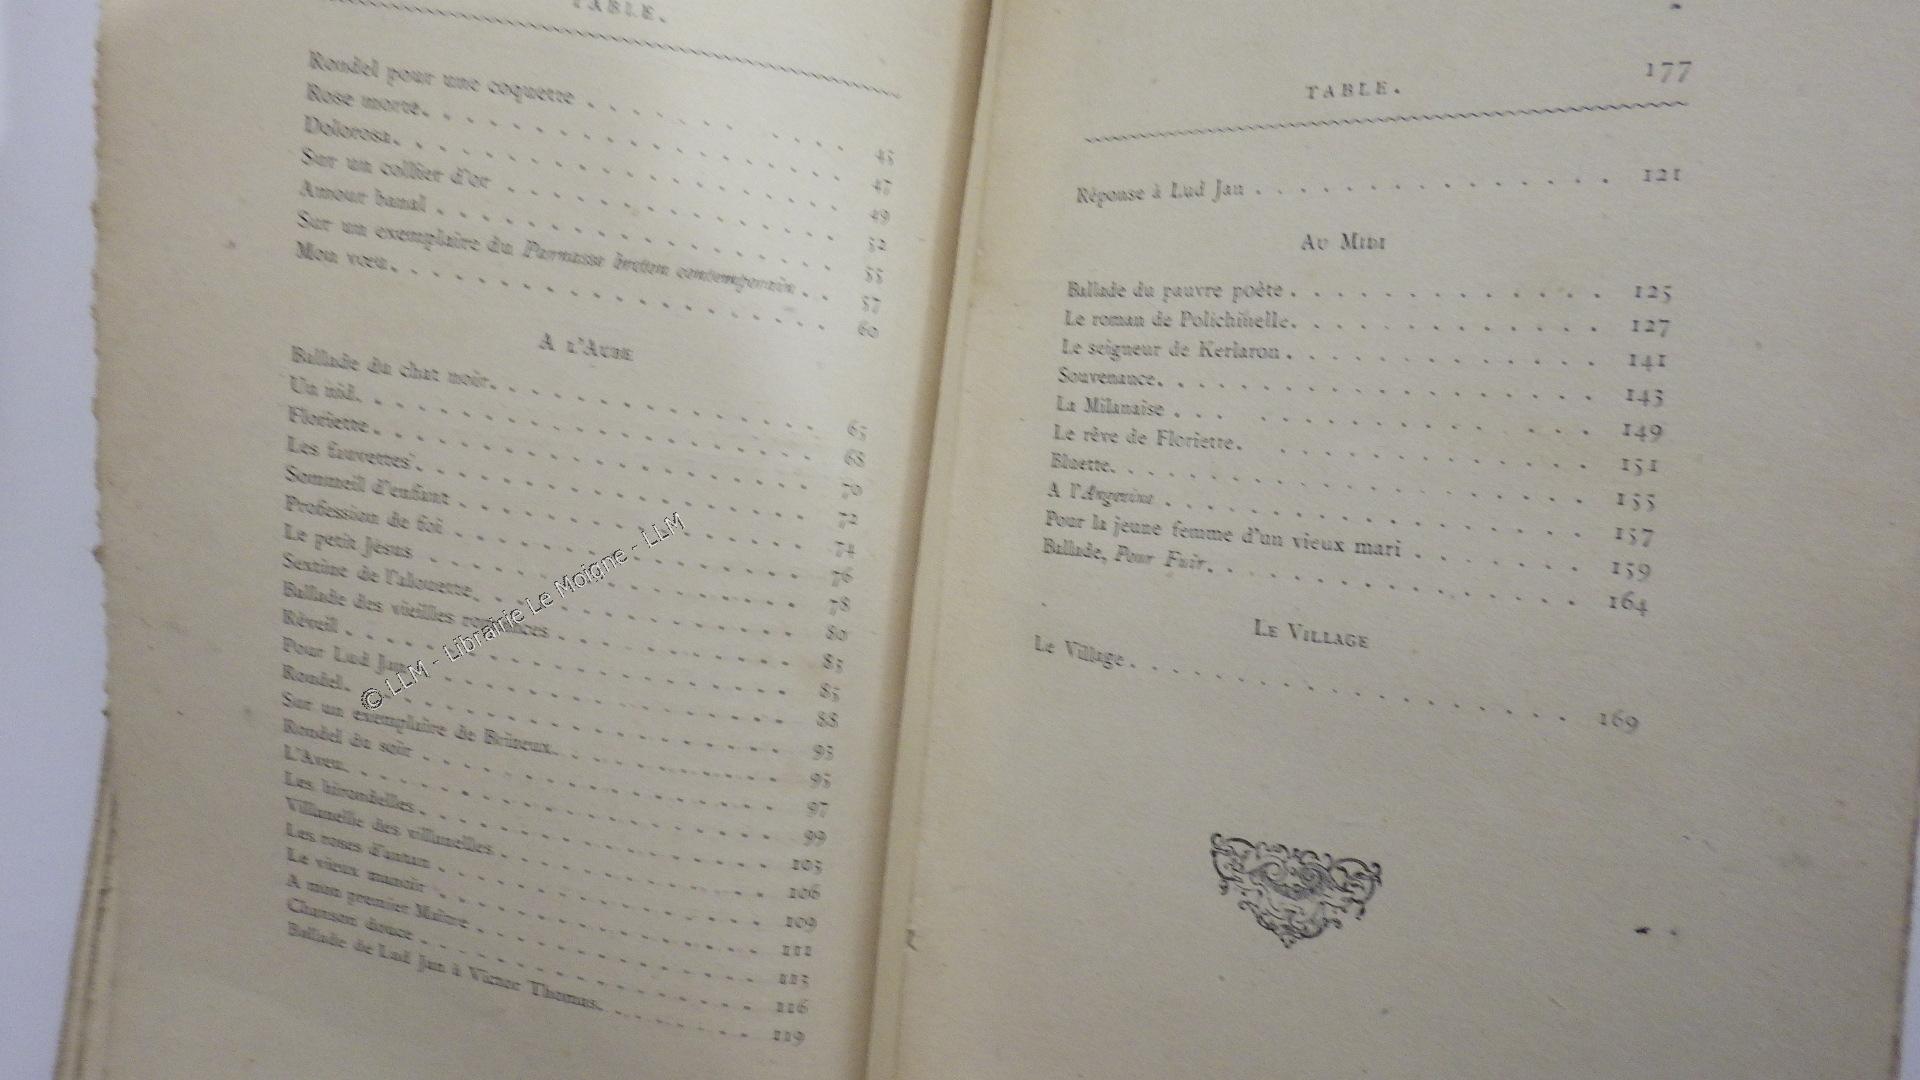 TABLE.
Rondel pour une coquette . . . . . . . . . . 45
Rose morte. . . . . . . . . . . . . . . . 47
Dolorosa. . . . . . . . . . . . . . . . . 49
Sur un collier d'or . . . . . . . . . . . . . 52
Amour banal . . . . . . . . . . . . . . . 55
Sur un exemplaire du Parnasse breton contemporain . . 57
Mon vœu. . . . . . . . . . . . . . . . . 60
A L'AUBE
Ballade du chat noir. . . . . . . . . . . . . 65
Un nid. . . . . . . . . . . . . . . . . . 68
Floriette. . . . . . . . . . . . . . . . . 70
Les fauvettes. . . . . . . . . . . . . . . 72
Sommeil d'enfant . . . . . . . . . . . . . 74
Profession de foi . . . . . . . . . . . . . 76
Le petit Jésus . . . . . . . . . . . . . . 78
Sextine de l'alouette. . . . . . . . . . . . 80
Ballade des vieilles romances . . . . . . . . . 83
Réveil . . . . . . . . . . . . . . . . . 85
Pour Lud Jan . . . . . . . . . . . . . . 88
Rondel. . . . . . . . . . . . . . . . . 93
Sur un exemplaire de Brizeux. . . . . . . . . 95
Rondel du soir . . . . . . . . . . . . . . 97
L'Aveu. . . . . . . . . . . . . . . . . 99
Les hirondelles. . . . . . . . . . . . . . 103
Villanelle des villanelles . . . . . . . . . . 106
Les roses d'antan . . . . . . . . . . . . . 109
Le vieux manoir . . . . . . . . . . . . . 111
A mon premier Maître . . . . . . . . . . . 113
Chanson douce . . . . . . . . . . . . . . 116
Ballade de Lud Jan à Victor Thomas. . . . . . . 119
© LLM - Librairie Le Moigne - LLM
TABLE. 177
Réponse à Lud Jan . . . . . . . . . . . . . 121
AU MIDI
Ballade du pauvre poète . . . . . . . . . . . 125
Le roman de Polichinelle. . . . . . . . . . . 127
Le seigneur de Kerlaron . . . . . . . . . . . 141
Souvenance. . . . . . . . . . . . . . . . 143
La Milanaise . . . . . . . . . . . . . . . 149
Le rêve de Floriette. . . . . . . . . . . . . 151
Bluette. . . . . . . . . . . . . . . . . . 155
A l'Angevine . . . . . . . . . . . . . . . 157
Pour la jeune femme d'un vieux mari . . . . . . . 159
Ballade, Pour Fuir. . . . . . . . . . . . . . 164
LE VILLAGE
Le Village. . . . . . . . . . . . . . . . 169